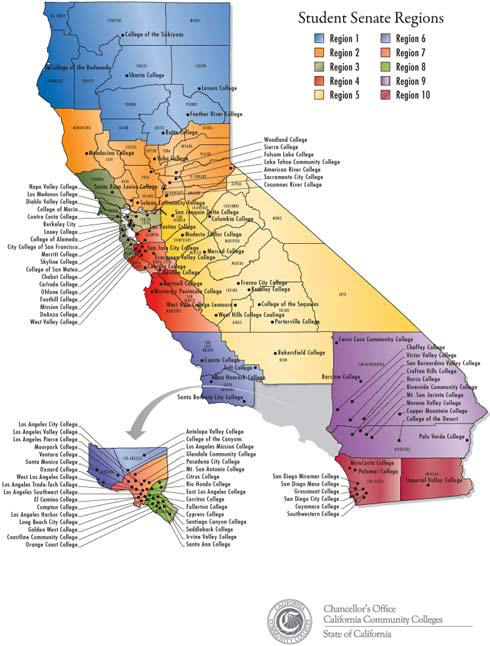 Student Senate Regions
Region 1
Region 2
Region 3
Region 4
Region 5
Region 6
Region 7
Region 8
Region 9
Region 10
College of the Siskiyous
College of the Redwoods
Shasta College
Lassen College
Feather River College
Butte College
Mendocino College
Yuba College
Woodland College
Sierra College
Folsom Lake College
Lake Tahoe Community College
American River College
Sacramento City College
Cosumnes River College
Santa Rosa Junior College
Solano Community College
Napa Valley College
Los Medanos College
Diablo Valley College
College of Marin
Contra Costa College
Berkeley City
Laney College
College of Alameda
City College of San Francisco
Merritt College
Skyline College
College of San Mateo
Chabot College
Cañada College
Ohlone College
Foothill College
Mission College
DeAnza College
West Valley College
San Joaquin Delta College
Columbia College
Las Positas College
Modesto Junior College
San Jose City College
Merced College
Evergreen Valley College
Cabrillo College
Gavilan College
Hartnell College
Monterey Peninsula College
Fresno City College
Reedley College
West Hills College Lemoore
College of the Sequoias
West Hills College Coalinga
Porterville College
Bakersfield College
Cerro Coso Community College
Cuesta College
Taft College
Allan Hancock College
Santa Barbara City College
Barstow College
Chaffey College
Victor Valley College
San Bernardino Valley College
Crafton Hills College
Norco College
Riverside Community College
Mt. San Jacinto College
Moreno Valley College
Copper Mountain College
College of the Desert
Palo Verde College
MiraCosta College
Palomar College
Imperial Valley College
San Diego Miramar College
San Diego Mesa College
Grossmont College
San Diego City College
Cuyamaca College
Southwestern College
Los Angeles City College
Los Angeles Valley College
Los Angeles Pierce College
Moorpark College
Ventura College
Santa Monica College
Oxnard College
West Los Angeles College
Los Angeles Trade-Tech College
Los Angeles Southwest College
El Camino College
Compton College
Los Angeles Harbor College
Long Beach City College
Golden West College
Coastline Community College
Orange Coast College
Antelope Valley College
College of the Canyons
Los Angeles Mission College
Glendale Community College
Pasadena City College
Mt. San Antonio College
Citrus College
Rio Hondo College
East Los Angeles College
Cerritos College
Fullerton College
Cypress College
Santiago Canyon College
Saddleback College
Irvine Valley College
Santa Ana College
Chancellor's Office
California Community Colleges
State of California